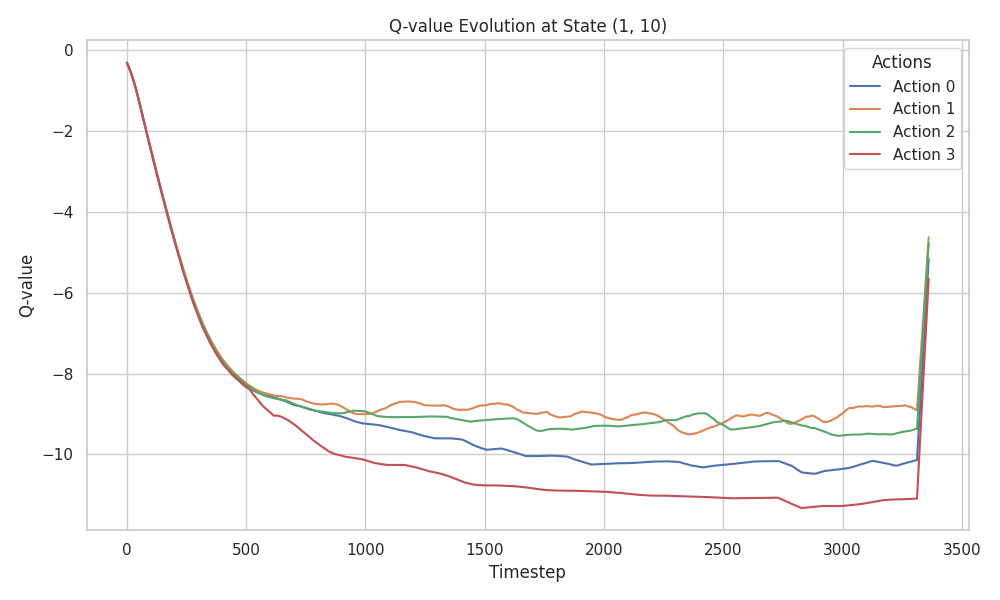 Q-value Evolution at State (1, 10)
Q-value
0
−2
−4
−6
−8
−10
Actions
Action 0
Action 1
Action 2
Action 3
0
500
1000
1500
2000
2500
3000
3500
Timestep